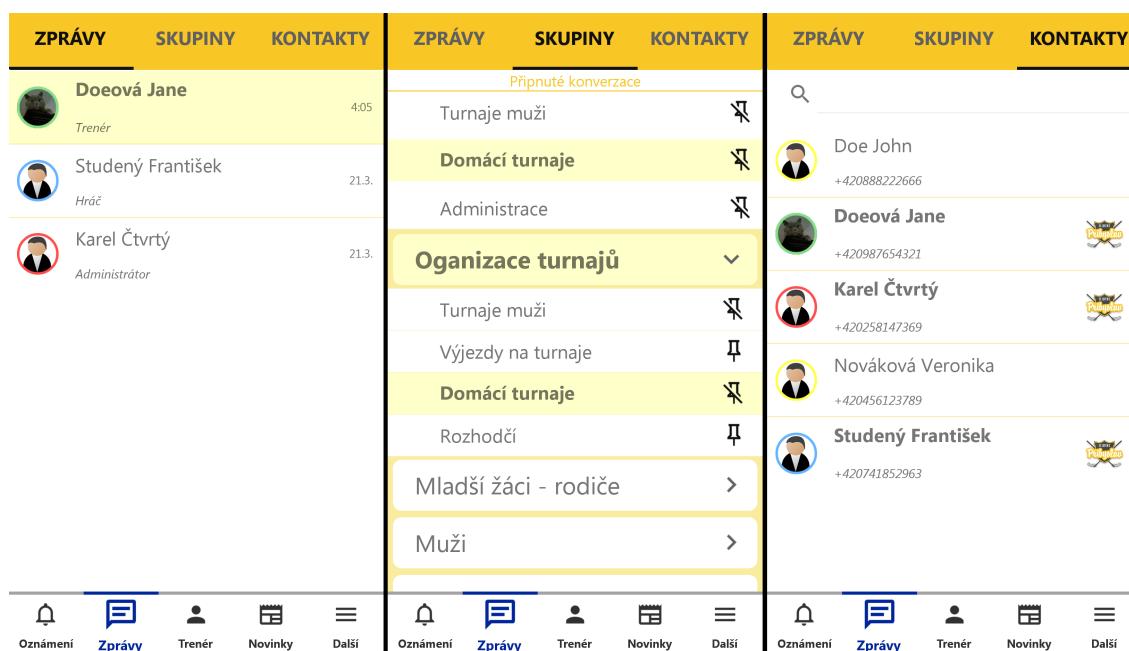 ZPRÁVY SKUPINY KONTAKTY
Doeová Jane
4:05
Trenér
Studený František
21.3.
Hráč
Karel Čtvrtý
21.3.
Administrátor
Oznámení Zprávy Trenér Novinky Další
ZPRÁVY SKUPINY KONTAKTY
Připnuté konverzace
Turnaje muži
Domácí turnaje
Administrace
Oganizace turnajů
Turnaje muži
Výjezdy na turnaje
Domácí turnaje
Rozhodčí
Mladší žáci - rodiče
Muži
Oznámení Zprávy Trenér Novinky Další
ZPRÁVY SKUPINY KONTAKTY
Doe John
+420888222666
Doeová Jane
+420987654321
Přibyslav
Karel Čtvrtý
+420258147369
Přibyslav
Nováková Veronika
+420456123789
Studený František
+420741852963
Přibyslav
Oznámení Zprávy Trenér Novinky Další